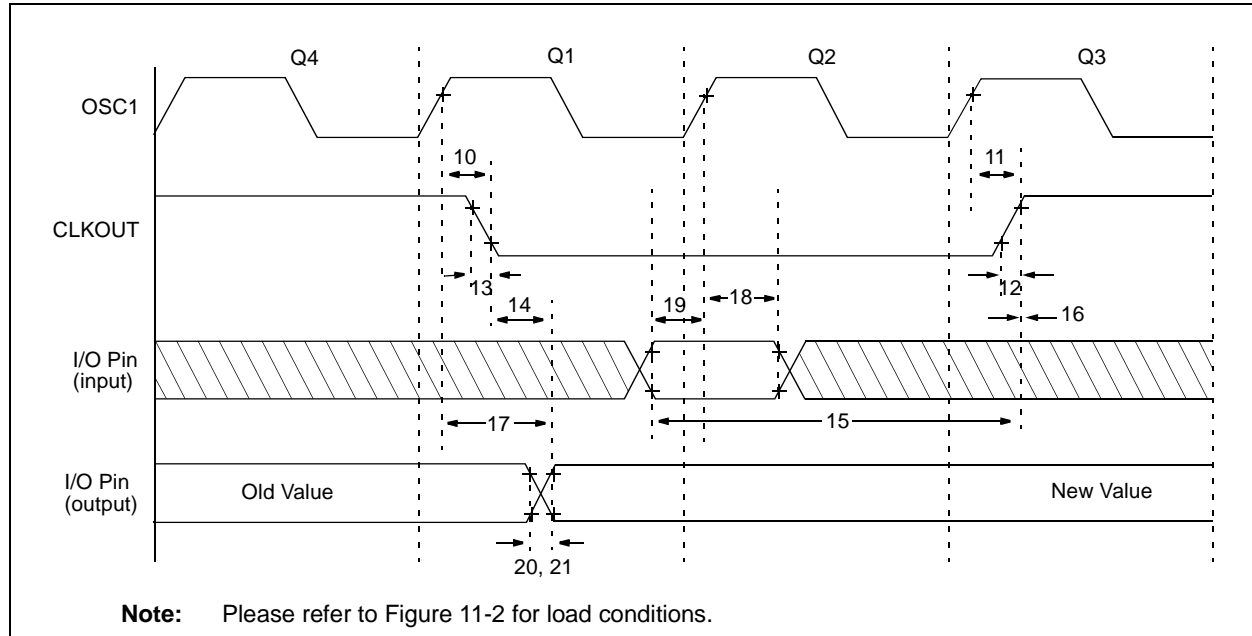 Q4 Q1 Q2 Q3
OSC1
10 11
CLKOUT
13 12
14 19 18 16
I/O Pin
(input)
17 15
I/O Pin
(output)
Old Value New Value
20, 21
Note: Please refer to Figure 11-2 for load conditions.